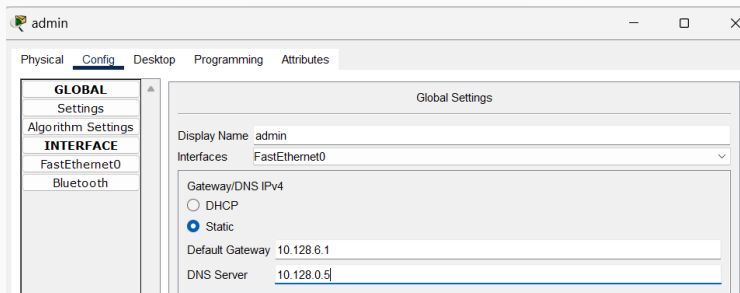 admin
Physical Config Desktop Programming Attributes
GLOBAL
Settings
Algorithm Settings
INTERFACE
FastEthernet0
Bluetooth
Global Settings
Display Name admin
Interfaces FastEthernet0
Gateway/DNS IPv4
DHCP
Static
Default Gateway 10.128.6.1
DNS Server 10.128.0.5